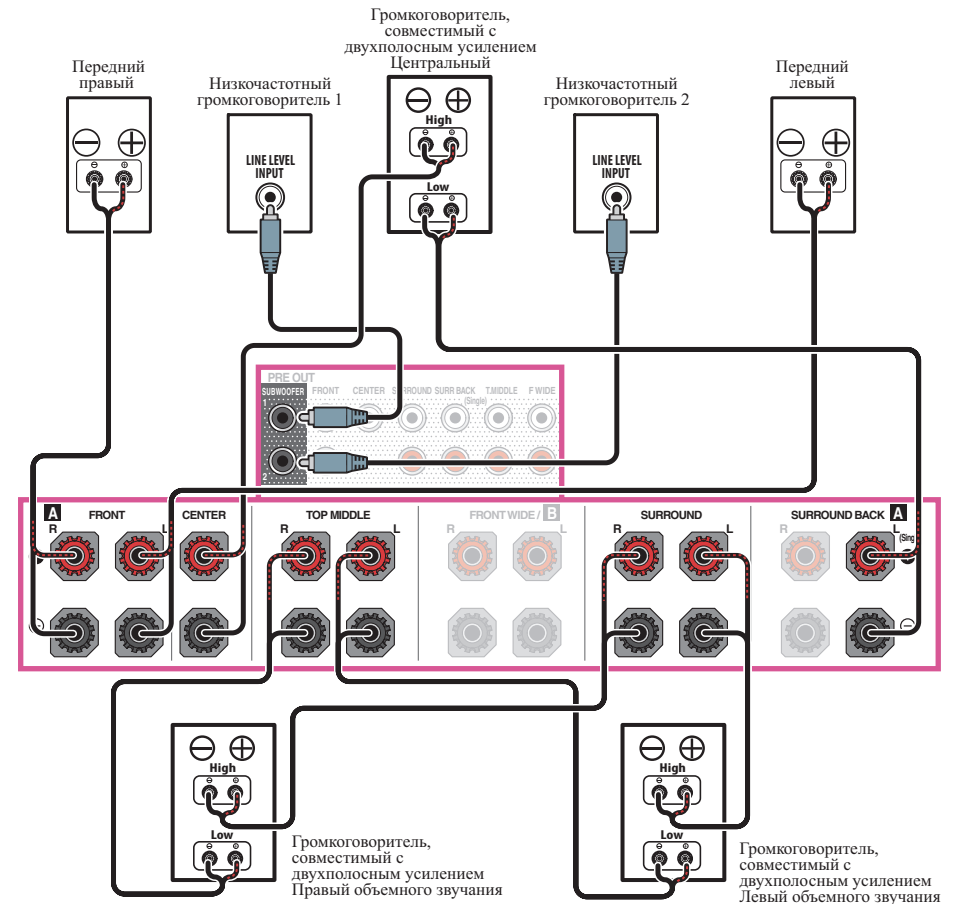 Громкоговоритель,
совместимый с
двухполосным усилением
Центральный
Передний
правый
Низкочастотный
громкоговоритель 1
Низкочастотный
громкоговоритель 2
Передний
левый
High
Low
LINE LEVEL
INPUT
LINE LEVEL
INPUT
PRE OUT
SUBWOOFER FRONT CENTER SURROUND SURR BACK T.MIDDLE F WIDE
(Single)
1
2
A FRONT CENTER TOP MIDDLE FRONT WIDE / B SURROUND SURROUND BACK A
R L R L R L R L R
High
Low
High
Low
Громкоговоритель,
совместимый с
двухполосным усилением
Правый объемного звучания
Громкоговоритель,
совместимый с
двухполосным усилением
Левый объемного звучания